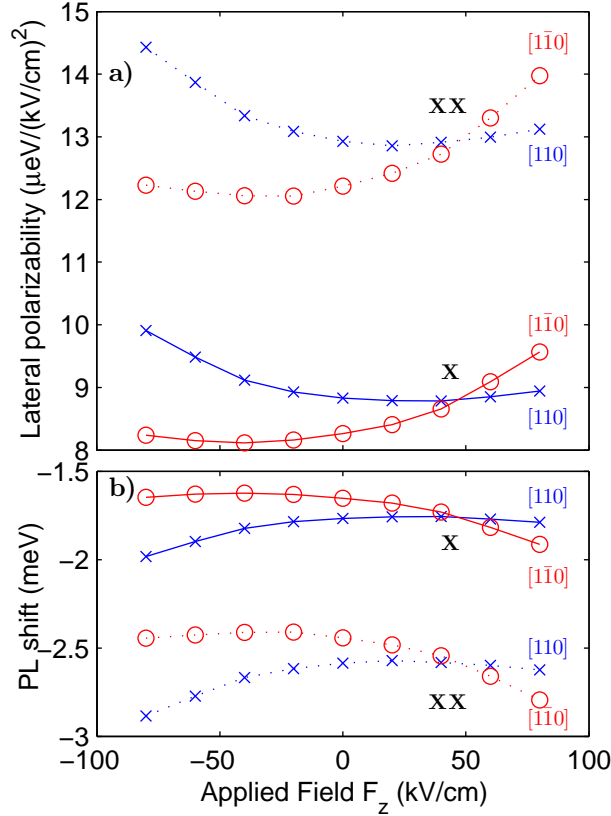 Lateral polarizability (μeV/(kV/cm)²)
15
14
13
12
11
10
9
8
a)
[11̄0]
XX
[110]
[11̄0]
X
[110]
PL shift (meV)
−1.5
−2
−2.5
−3
b)
[110]
X
[11̄0]
[110]
XX
[11̄0]
−100
−50
0
50
100
Applied Field F_z (kV/cm)